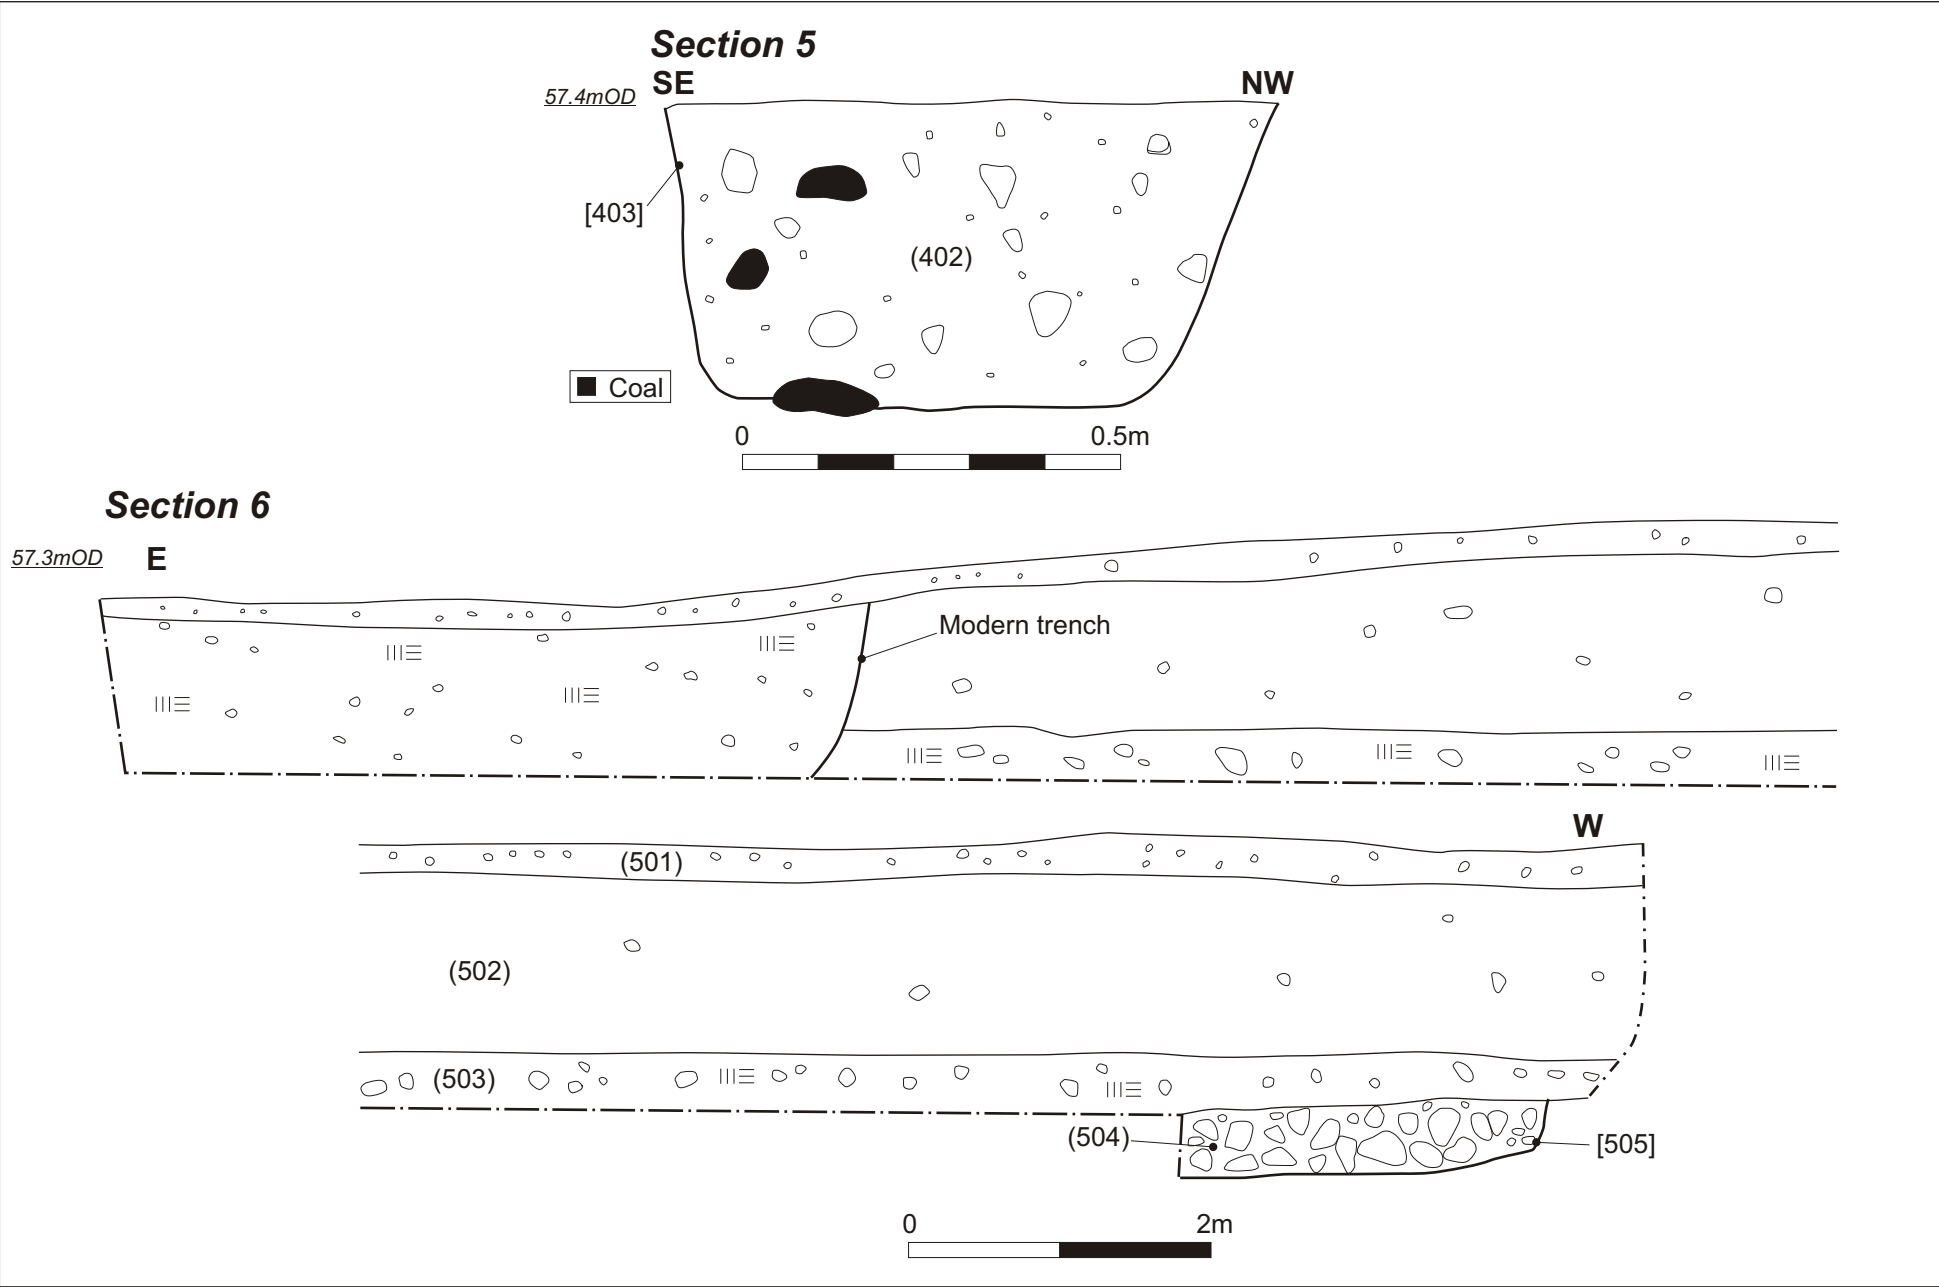 Section 5
SE
NW
57.4mOD
[403]
(402)
Coal
0
0.5m
Section 6
57.3mOD
E
Modern trench
W
(501)
(502)
(503)
(504)
[505]
0
2m